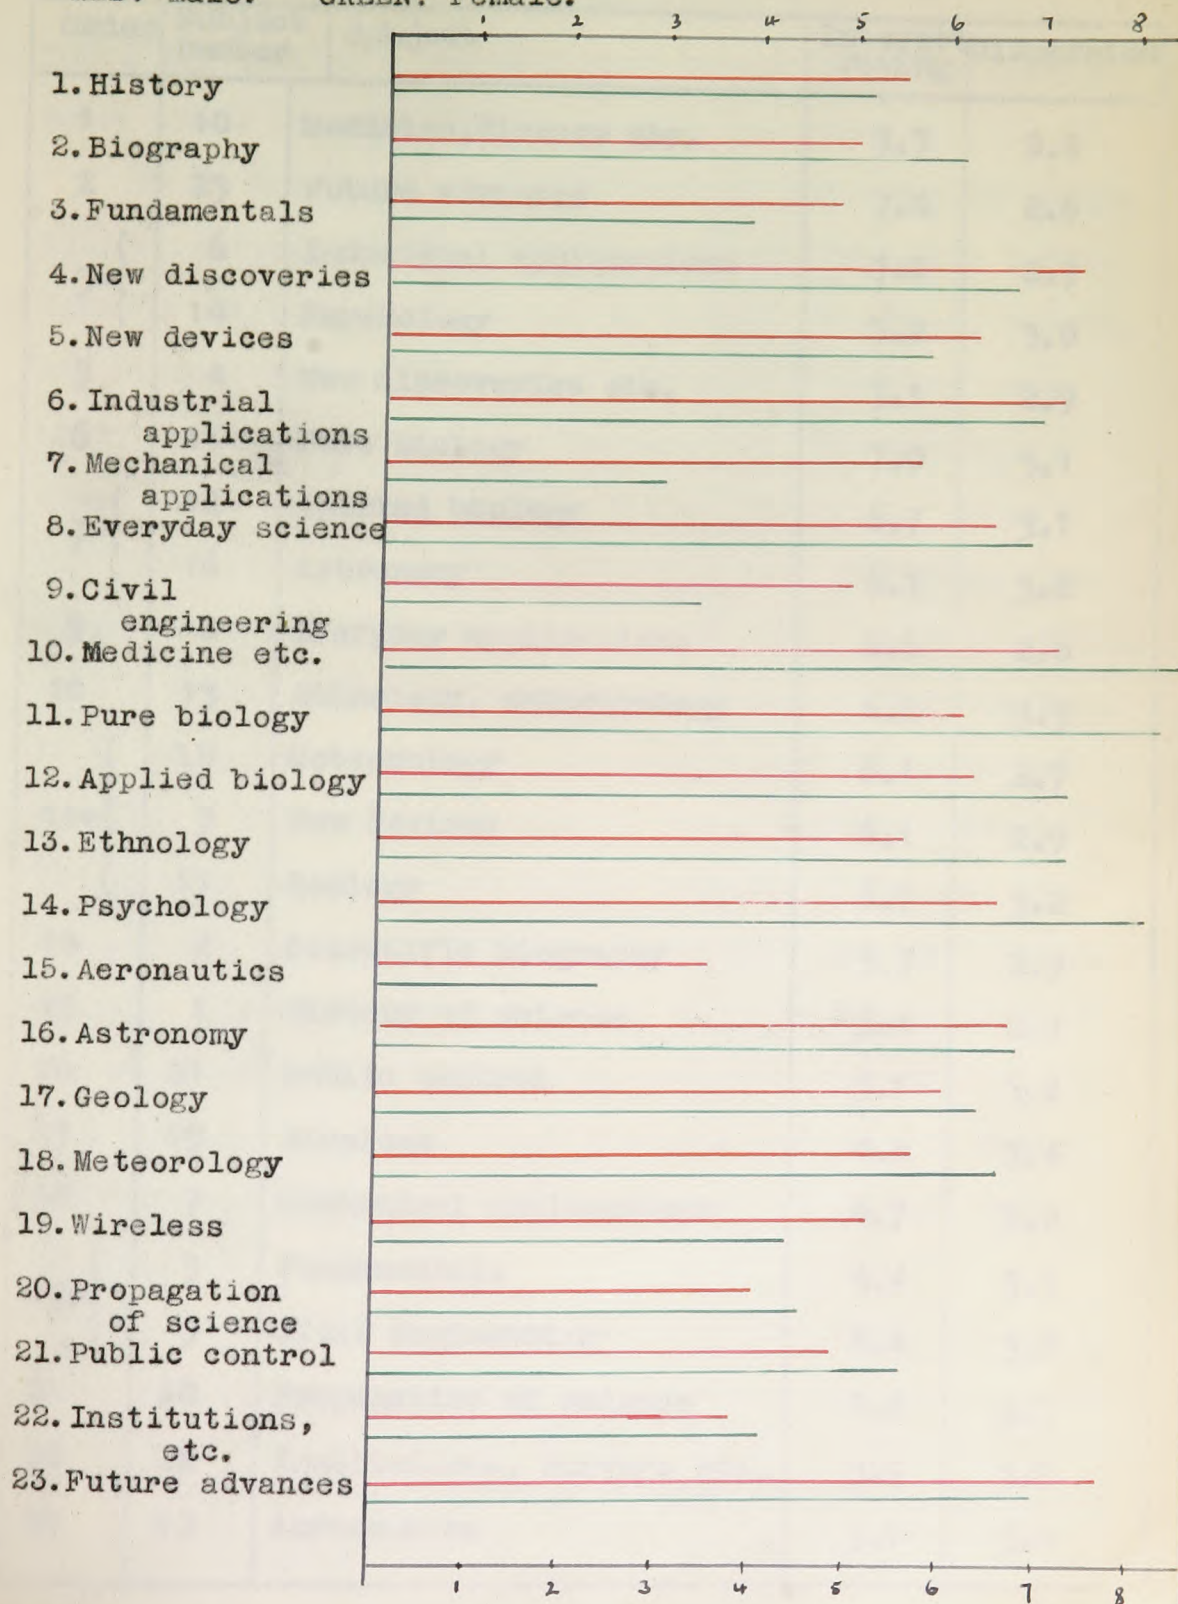 Male. GREEN: Female.
1 2 3 4 5 6 7 8
1. History
2. Biography
3. Fundamentals
4. New discoveries
5. New devices
6. Industrial
applications
7. Mechanical
applications
8. Everyday science
9. Civil
engineering
10. Medicine etc.
11. Pure biology
12. Applied biology
13. Ethnology
14. Psychology
15. Aeronautics
16. Astronomy
17. Geology
18. Meteorology
19. Wireless
20. Propagation
of science
21. Public control
22. Institutions,
etc.
23. Future advances
1 2 3 4 5 6 7 8